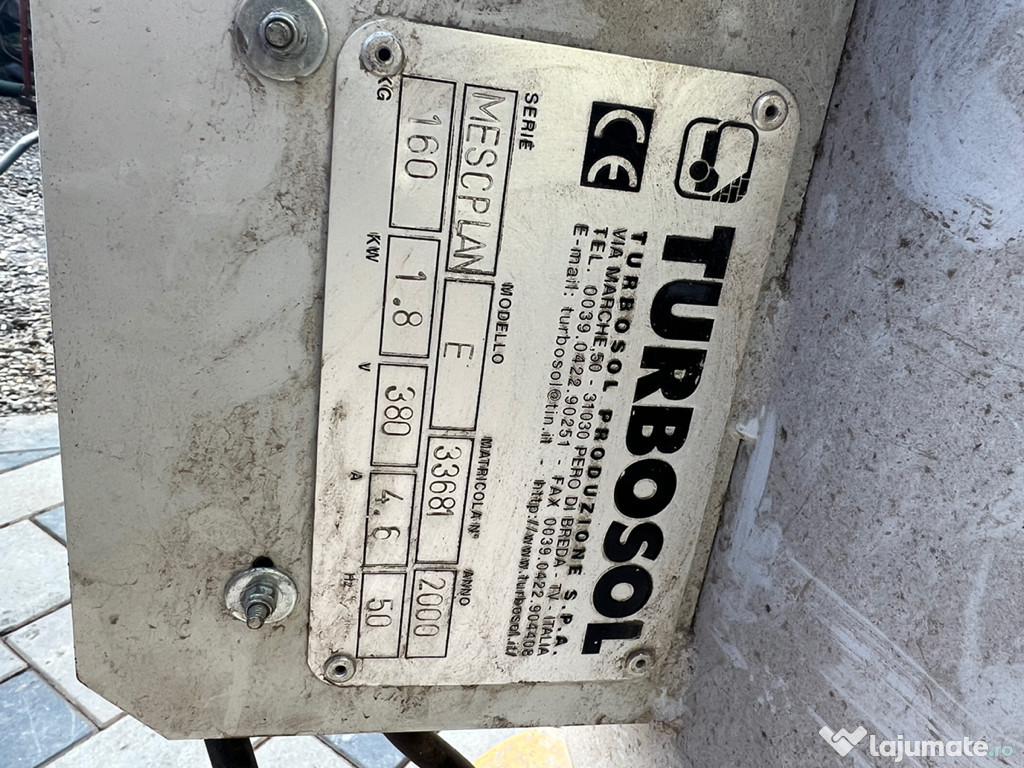 TURBOSOL
CE
TURBOSOL PRODUZIONE S.P.A.
VIA MARCHE,50 - 31030 PERO DI BREDA - TV - ITALIA
TEL. 0039.0422.90251 - FAX 0039.0422.904408
E-mail: turbosol@tin.it - http://www.turbosol.it/
SERIE MODELLO MATRICOLA N° ANNO
MESCPLAN E 33681 2000
160 1.8 380 4.6 50
KG KW V A Hz
lajumate.ro